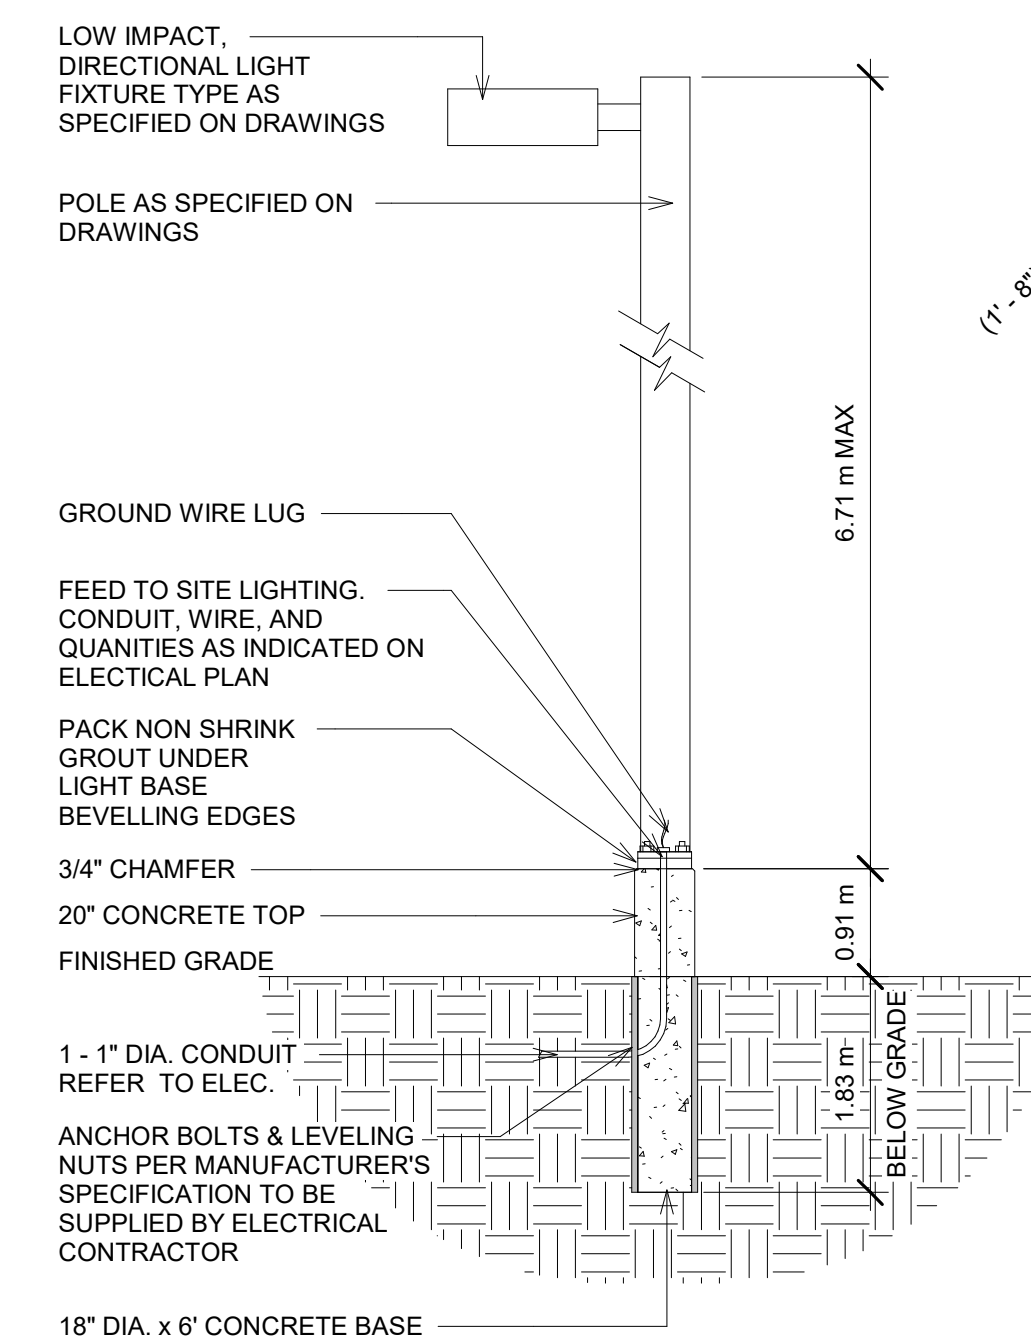 LOW IMPACT,
DIRECTIONAL LIGHT
FIXTURE TYPE AS
SPECIFIED ON DRAWINGS
POLE AS SPECIFIED ON
DRAWINGS
(1' - 8")
6.71 m MAX
GROUND WIRE LUG
FEED TO SITE LIGHTING.
CONDUIT, WIRE, AND
QUANITIES AS INDICATED ON
ELECTICAL PLAN
PACK NON SHRINK
GROUT UNDER
LIGHT BASE
BEVELLING EDGES
3/4" CHAMFER
20" CONCRETE TOP
0.91 m
FINISHED GRADE
1.83 m
BELOW GRADE
1 - 1" DIA. CONDUIT
REFER TO ELEC.
ANCHOR BOLTS & LEVELING
NUTS PER MANUFACTURER'S
SPECIFICATION TO BE
SUPPLIED BY ELECTRICAL
CONTRACTOR
18" DIA. x 6' CONCRETE BASE